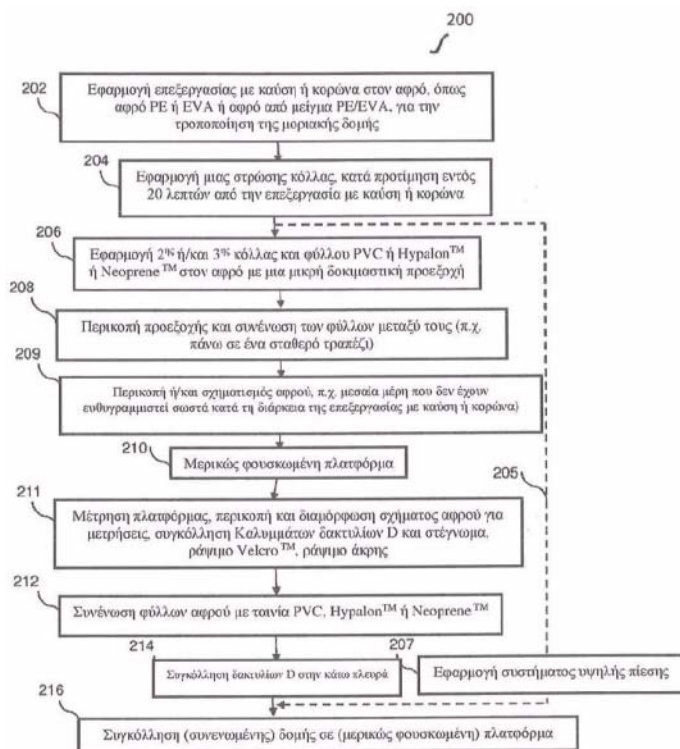 200
202
Εφαρμογή επεξεργασίας με καύση ή κορώνα στον αφρό, όπως
αφρό PE ή EVA ή αφρό από μείγμα PE/EVA, για την
τροποποίηση της μοριακής δομής
204
Εφαρμογή μιας στρώσης κόλλας, κατά προτίμηση εντός
20 λεπτών από την επεξεργασία με καύση ή κορώνα
206
Εφαρμογή 2% ή/και 3% κόλλας και φύλλου PVC ή Hypalon™
ή Neoprene™ στον αφρό με μια μικρή δοκιμαστική προεξοχή
208
Περικοπή προεξοχής και συνένωση των φύλλων μεταξύ τους (π.χ.
πάνω σε ένα σταθερό τραπέζι)
209
Περικοπή ή/και σχηματισμός αφρού, π.χ. μεσαία μέρη που δεν έχουν
ευθυγραμμιστεί σωστά κατά τη διάρκεια της επεξεργασίας με καύση ή κορώνα)
210
Μερικώς φουσκωμένη πλατφόρμα
205
211
Μέτρηση πλατφόρμας, περικοπή και διαμόρφωση σχήματος αφρού για
μετρήσεις, συγκόλληση Καλυμμάτων δακτυλίων D και στέγνωμα,
ράψιμο Velcro™, ράψιμο άκρης
212
Συνένωση φύλλων αφρού με τοινία PVC, Hypalon™ ή Neoprene™
214
Συγκόλληση δακτυλίων D στην κάτω πλευρά
207
Εφαρμογή συστήματος υψηλής πίεσης
216
Συγκόλληση (συνενωμένης) δομής σε (μερικώς φουσκωμένη) πλατφόρμα